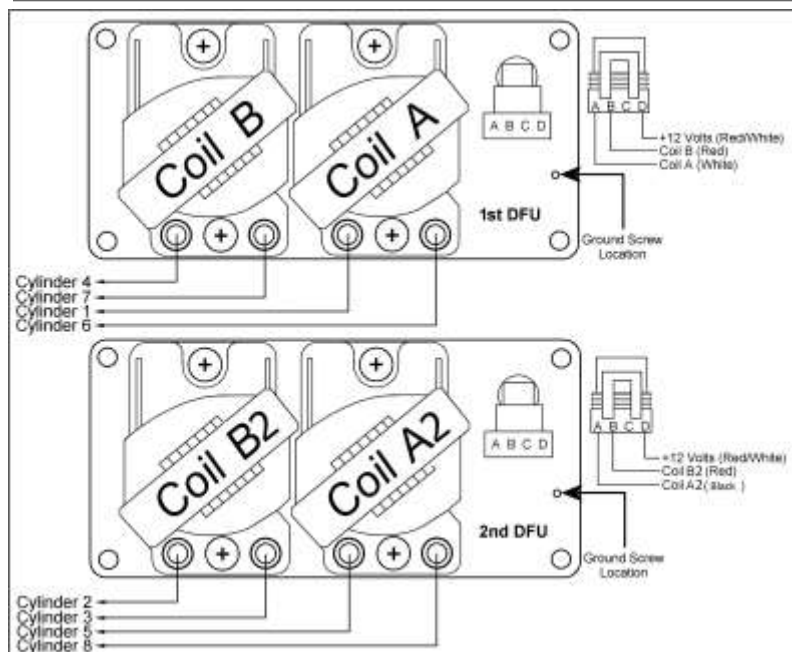 Coil B
Coil A
A B C D
A B C D
+12 Volts (Red/White)
Coil B (Red)
Coil A (White)
1st DFU
Ground Screw
Location
Cylinder 4
Cylinder 7
Cylinder 1
Cylinder 6
Coil B2
Coil A2
A B C D
A B C D
+12 Volts (Red/White)
Coil B2 (Red)
Coil A2 (Black)
2nd DFU
Ground Screw
Location
Cylinder 2
Cylinder 3
Cylinder 5
Cylinder 8